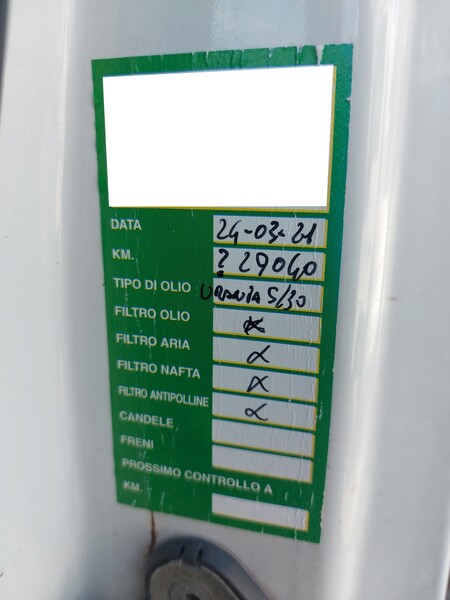 DATA 24-03-21
KM. 229040
TIPO DI OLIO URANIA 5/30
FILTRO OLIO x
FILTRO ARIA x
FILTRO NAFTA x
FILTRO ANTIPOLLINE x
CANDELE
FRENI
PROSSIMO CONTROLLO A
KM.